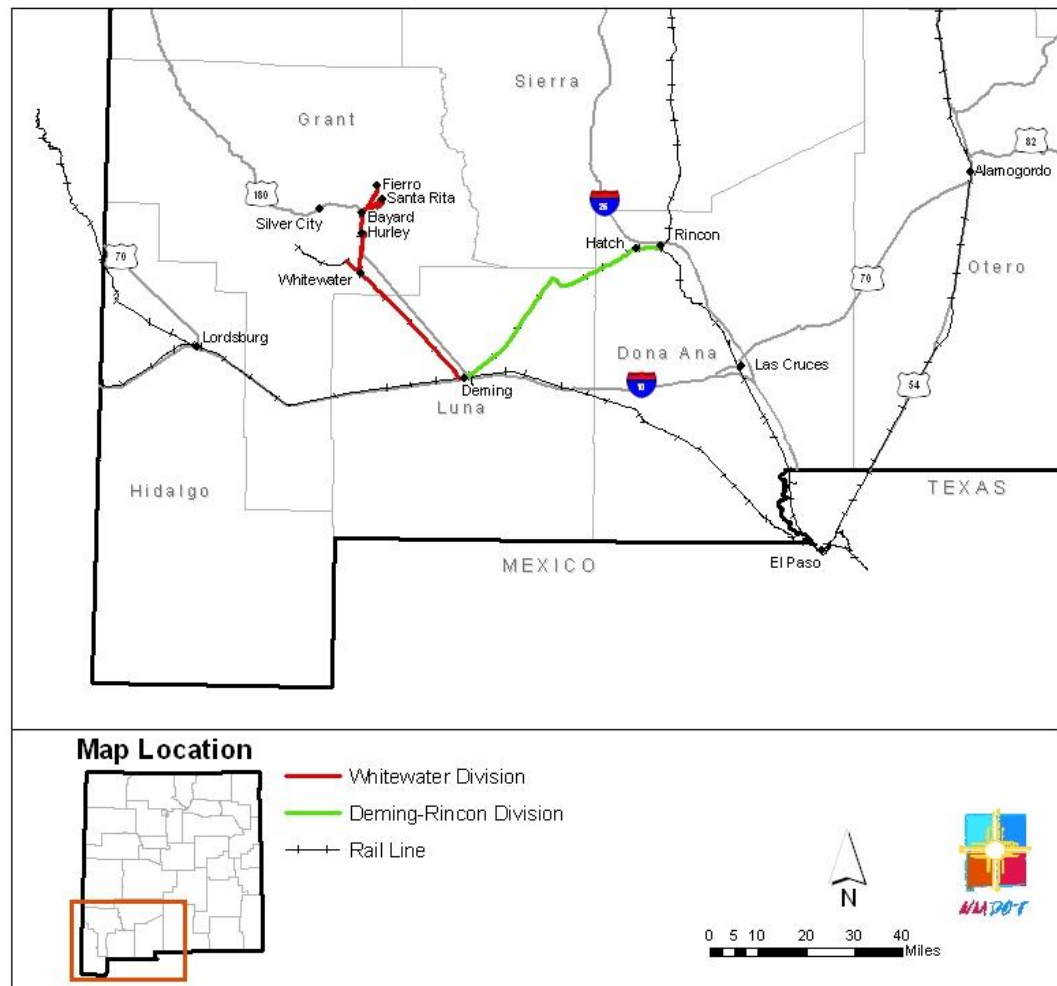 Sierra
Grant
82
Alamogordo
Fierro
180
Santa Rita
Silver City
Bayard
25
Hurley
Hatch
Rincon
70
Whitewater
70
Otero
Lordsburg
Dona Ana
Las Cruces
Deming
10
54
Luna
Hidalgo
TEXAS
MEXICO
El Paso
Map Location
Whitewater Division
Deming-Rincon Division
Rail Line
N
NMDOT
0 5 10 20 30 40
Miles